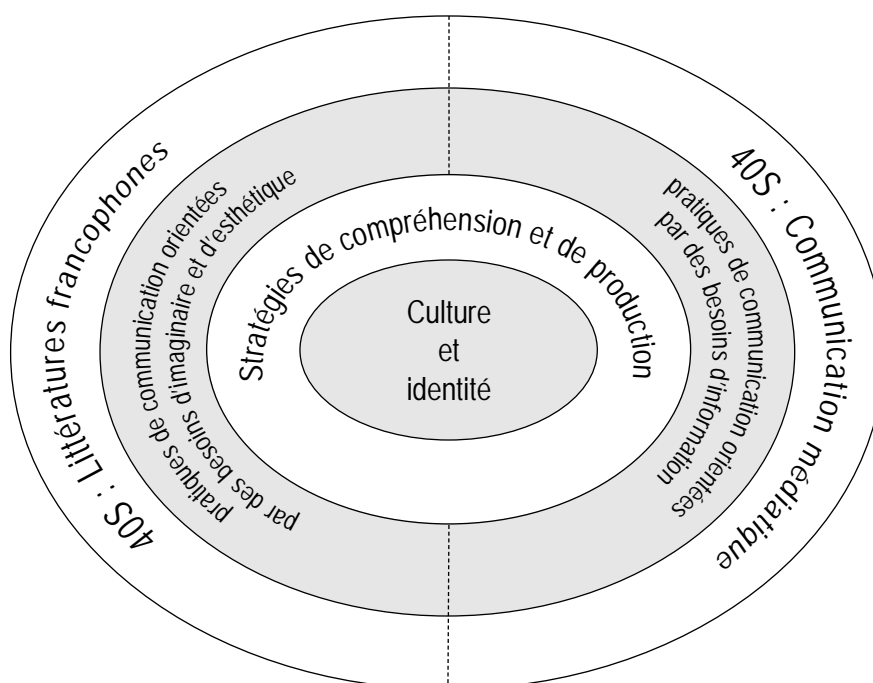 40S : Littératures francophones
pratiques de communication orientées
par des besoins d'imaginaire et d'esthétique
Stratégies de compréhension et de production
Culture
et
identité
pratiques de communication orientées
par des besoins d'information
40S : Communication médiatique